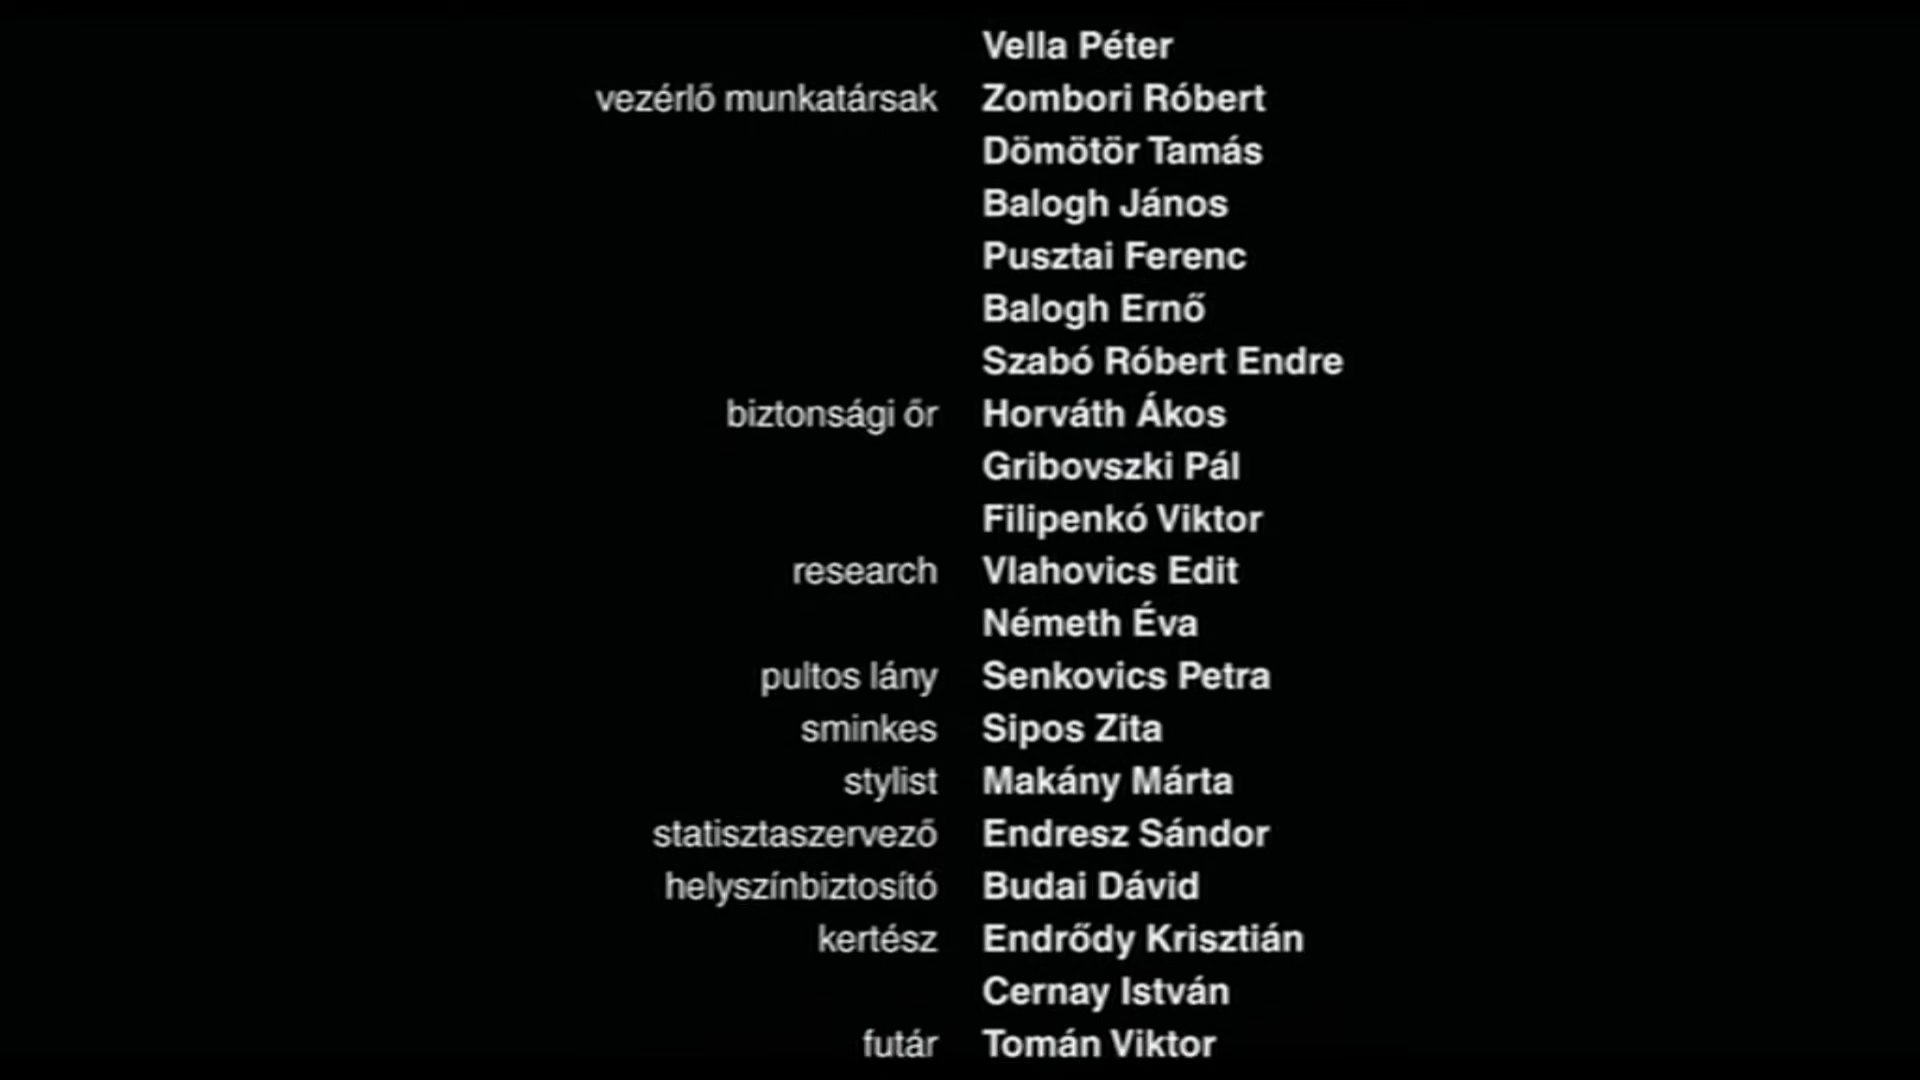 Vella Péter
vezérlő munkatársak Zombori Róbert
Dömötör Tamás
Balogh János
Pusztai Ferenc
Balogh Ernő
Szabó Róbert Endre
biztonsági őr Horváth Ákos
Gribovszki Pál
Filipenkó Viktor
research Vlahovics Edit
Németh Éva
pultos lány Senkovics Petra
sminkes Sipos Zita
stylist Makány Márta
statisztaszervező Endresz Sándor
helyszínbiztosító Budai Dávid
kertész Endrődy Krisztián
Cernay István
futár Tomán Viktor